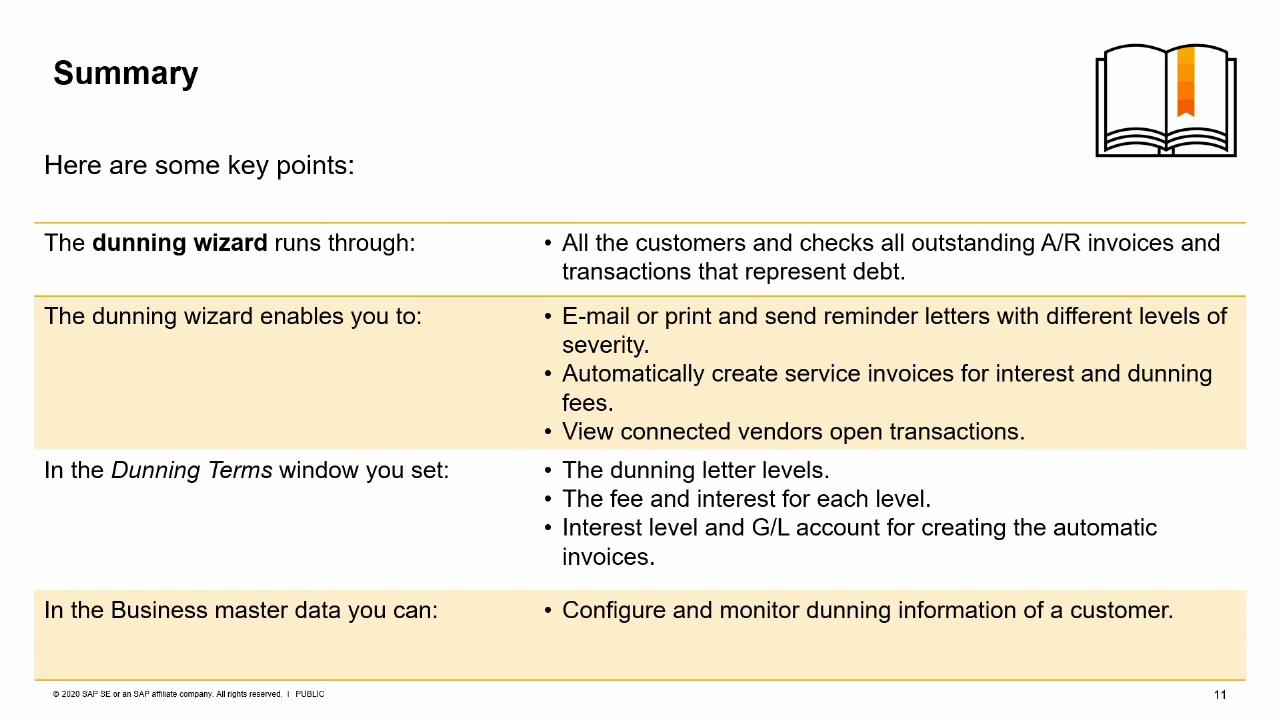 Summary
Here are some key points:
The dunning wizard runs through:
• All the customers and checks all outstanding A/R invoices and
transactions that represent debt.
The dunning wizard enables you to:
• E-mail or print and send reminder letters with different levels of
severity.
• Automatically create service invoices for interest and dunning
fees.
• View connected vendors open transactions.
In the Dunning Terms window you set:
• The dunning letter levels.
• The fee and interest for each level.
• Interest level and G/L account for creating the automatic
invoices.
In the Business master data you can:
• Configure and monitor dunning information of a customer.
© 2020 SAP SE or an SAP affiliate company. All rights reserved. I PUBLIC
11